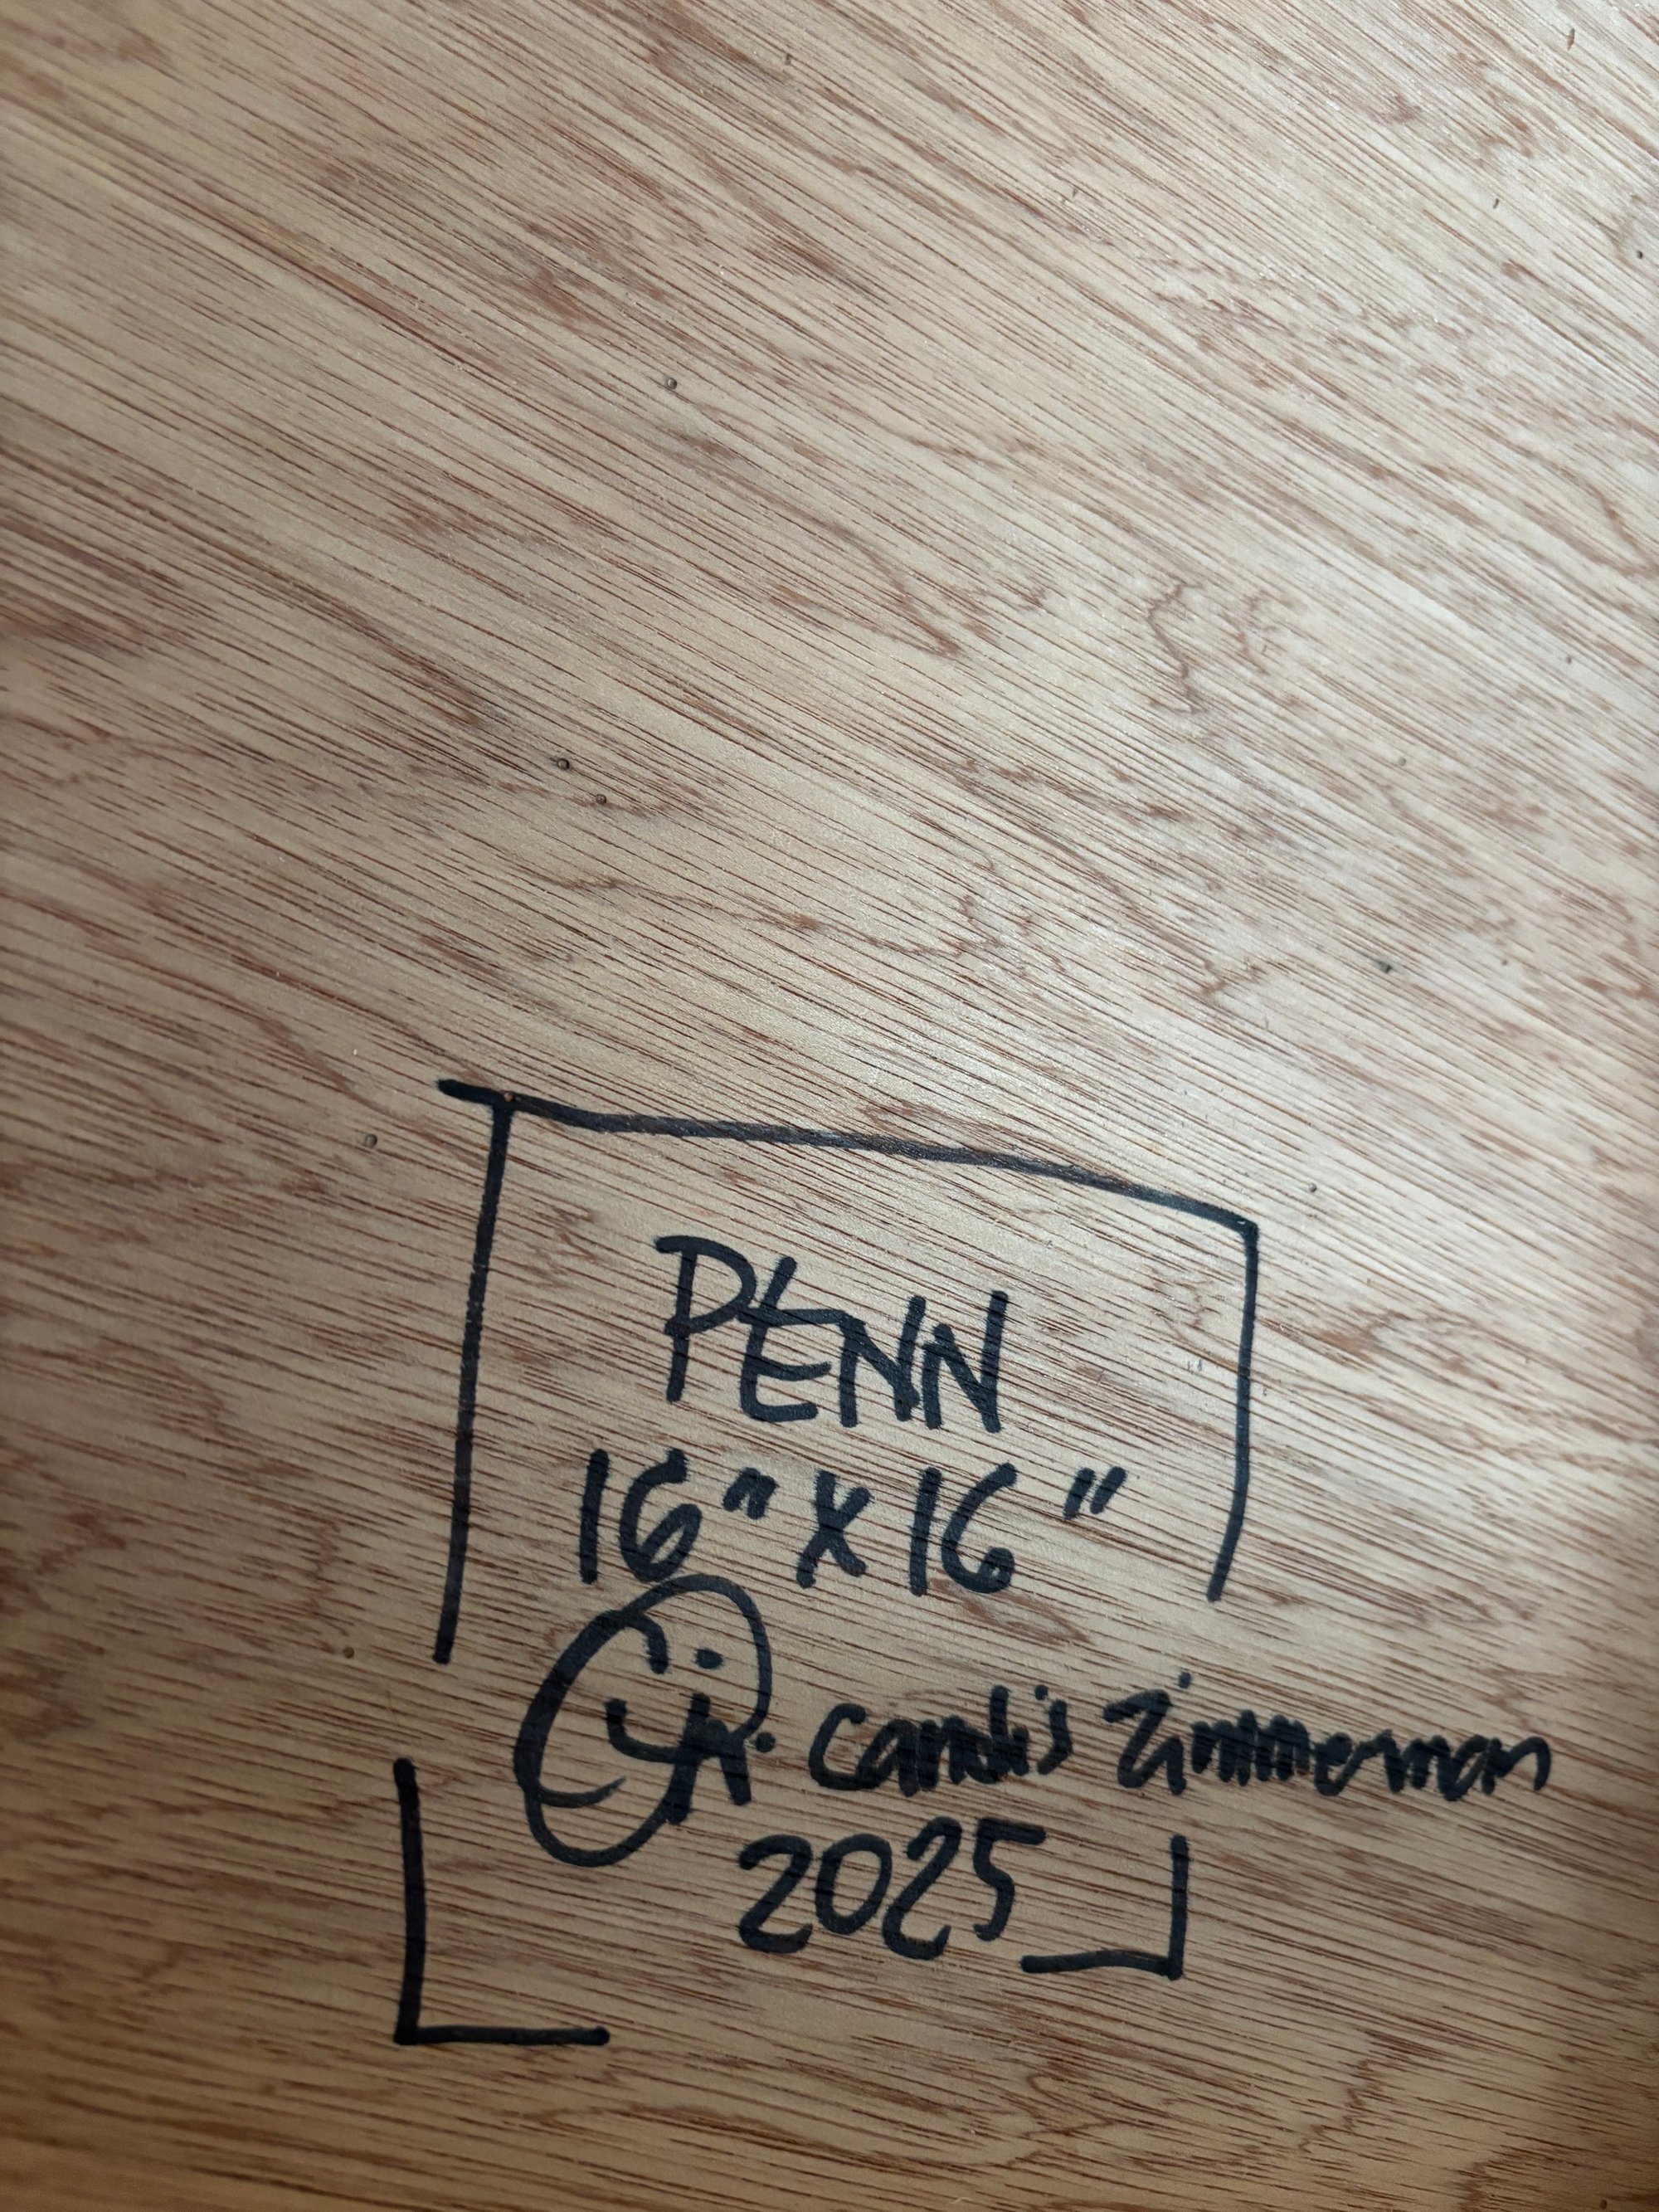 PENN
16" X 16"
Candis Zimmerman
2025